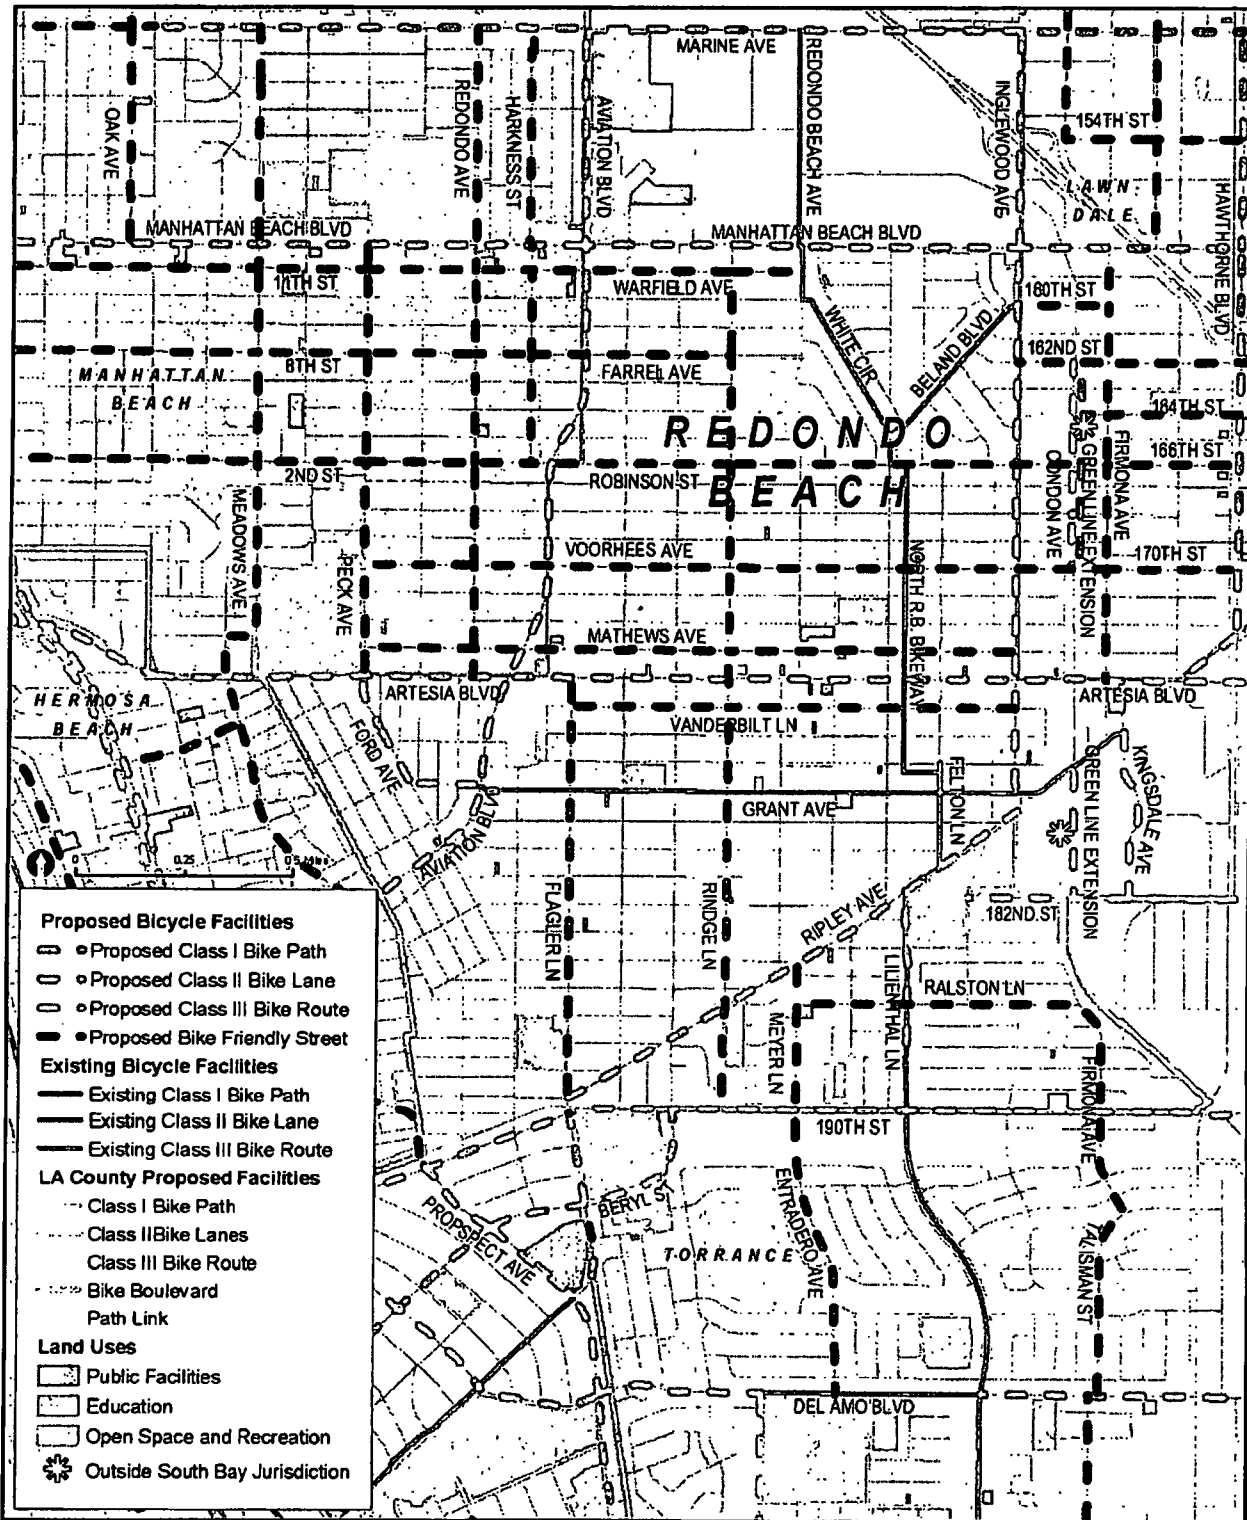 MARINE AVE
OAK AVE
REDONDO AVE
HARKNESS ST
AVIATION BLVD
REDONDO BEACH AVE
INGLEWOOD AVE
154TH ST
LAWN
DALE
HAWTHORNE BLVD
MANHATTAN BEACH BLVD
MANHATTAN BEACH BLVD
11TH ST
WARFIELD AVE
160TH ST
WHITE CIR
BELAND BLVD
162ND ST
8TH ST
FARREL AVE
MANHATTAN
BEACH
164TH ST
REDONDO
BEACH
FIRMONA AVE
166TH ST
2ND ST
ROBINSON ST
CONDON AVE
GREEN LINE EXTENSION
MEADOWS AVE
PECK AVE
VOORHEES AVE
NORTH R.B. BIKEWAY
170TH ST
MATHEWS AVE
ARTESIA BLVD
ARTESIA BLVD
HERMOSA
BEACH
FORD AVE
VANDERBILT LN
FELTON LN
GREEN LINE EXTENSION
KINGSDALE AVE
GRANT AVE
AVIATION BLVD
0 0.25 0.5 Miles
FLAGLER LN
RINDGE LN
RIPLEY AVE
182ND ST
LILIENTHAL LN
RALSTON LN
MEYER LN
FIRMONA AVE
190TH ST
BERYL ST
PROPSPECT AVE
ENTRADERO AVE
TORRANCE
TALISMAN ST
DEL AMO BLVD
Proposed Bicycle Facilities
Proposed Class I Bike Path
Proposed Class II Bike Lane
Proposed Class III Bike Route
Proposed Bike Friendly Street
Existing Bicycle Facilities
Existing Class I Bike Path
Existing Class II Bike Lane
Existing Class III Bike Route
LA County Proposed Facilities
Class I Bike Path
Class II Bike Lanes
Class III Bike Route
Bike Boulevard
Path Link
Land Uses
Public Facilities
Education
Open Space and Recreation
Outside South Bay Jurisdiction